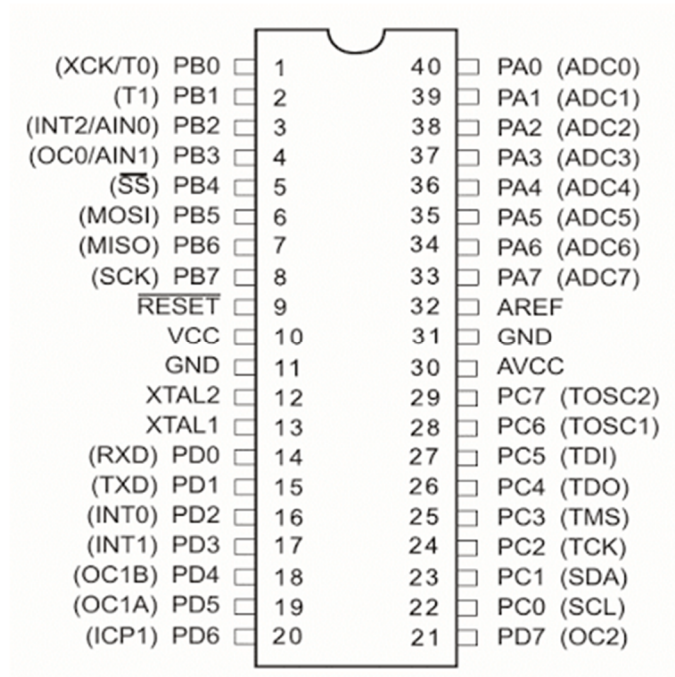 (XCK/T0) PB0 1 40 PA0 (ADC0)
(T1) PB1 2 39 PA1 (ADC1)
(INT2/AIN0) PB2 3 38 PA2 (ADC2)
(OC0/AIN1) PB3 4 37 PA3 (ADC3)
(S̅S̅) PB4 5 36 PA4 (ADC4)
(MOSI) PB5 6 35 PA5 (ADC5)
(MISO) PB6 7 34 PA6 (ADC6)
(SCK) PB7 8 33 PA7 (ADC7)
R̅E̅S̅E̅T̅ 9 32 AREF
VCC 10 31 GND
GND 11 30 AVCC
XTAL2 12 29 PC7 (TOSC2)
XTAL1 13 28 PC6 (TOSC1)
(RXD) PD0 14 27 PC5 (TDI)
(TXD) PD1 15 26 PC4 (TDO)
(INT0) PD2 16 25 PC3 (TMS)
(INT1) PD3 17 24 PC2 (TCK)
(OC1B) PD4 18 23 PC1 (SDA)
(OC1A) PD5 19 22 PC0 (SCL)
(ICP1) PD6 20 21 PD7 (OC2)